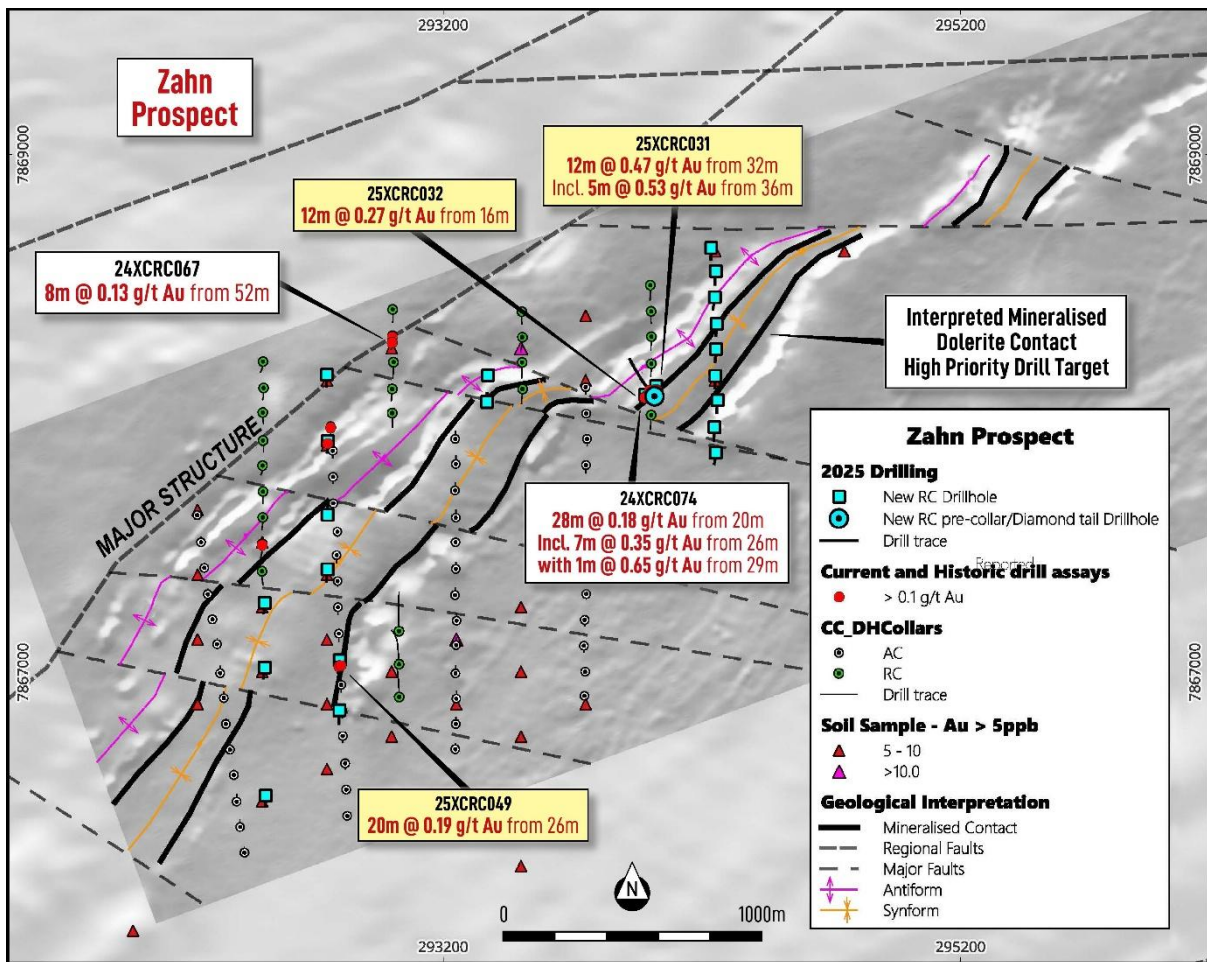 293200
295200
Zahn
Prospect
7869000
7869000
25XCRC031
12m @ 0.47 g/t Au from 32m
Incl. 5m @ 0.53 g/t Au from 36m
25XCRC032
12m @ 0.27 g/t Au from 16m
24XCRC067
8m @ 0.13 g/t Au from 52m
Interpreted Mineralised
Dolerite Contact
High Priority Drill Target
MAJOR STRUCTURE
24XCRC074
28m @ 0.18 g/t Au from 20m
Incl. 7m @ 0.35 g/t Au from 26m
with 1m @ 0.65 g/t Au from 29m
7867000
7867000
25XCRC049
20m @ 0.19 g/t Au from 26m
Zahn Prospect
2025 Drilling
New RC Drillhole
New RC pre-collar/Diamond tail Drillhole
Drill trace
Reported
Current and Historic drill assays
> 0.1 g/t Au
CC_DHCollars
AC
RC
Drill trace
Soil Sample - Au > 5ppb
5 - 10
>10.0
Geological Interpretation
Mineralised Contact
Regional Faults
Major Faults
Antiform
Synform
N
0
1000m
293200
295200